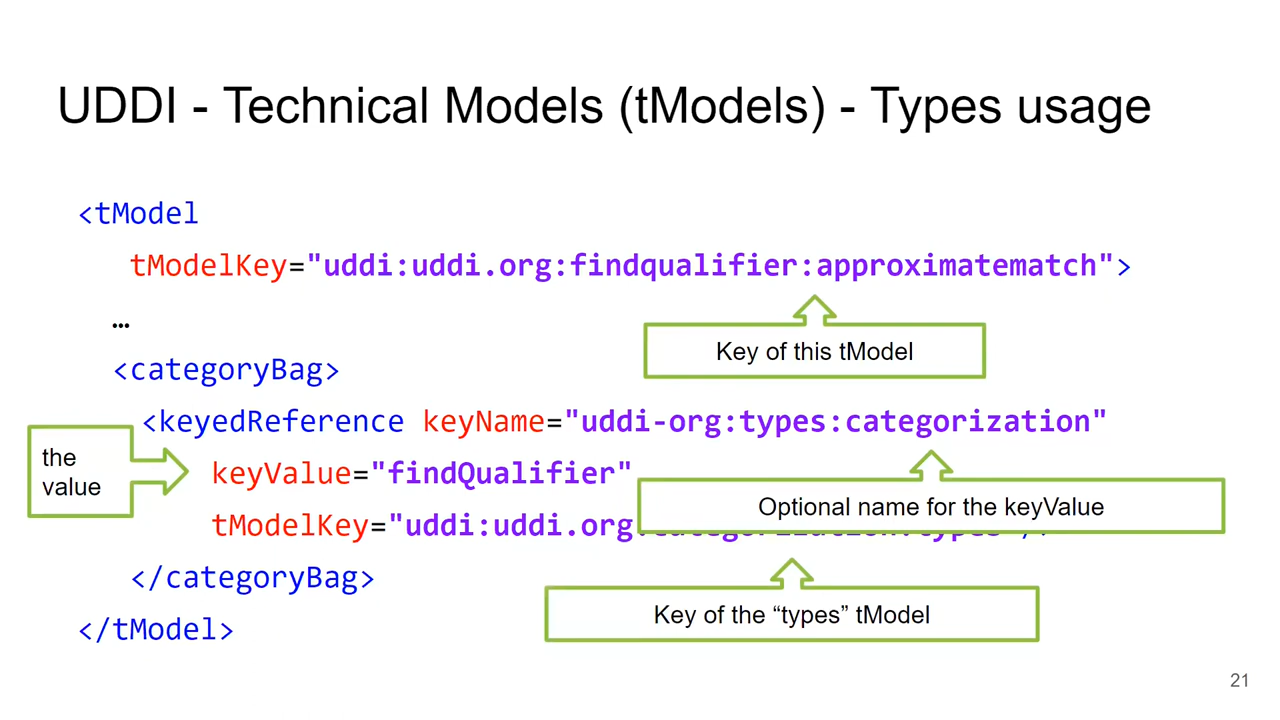 UDDI - Technical Models (tModels) - Types usage
<tModel
tModelKey="uddi:uddi.org:findqualifier:approximatematch">
…
Key of this tModel
<categoryBag>
<keyedReference keyName="uddi-org:types:categorization"
the
value
keyValue="findQualifier"
Optional name for the keyValue
tModelKey="uddi:uddi.org:categorization:types"/>
</categoryBag>
Key of the “types” tModel
</tModel>
21